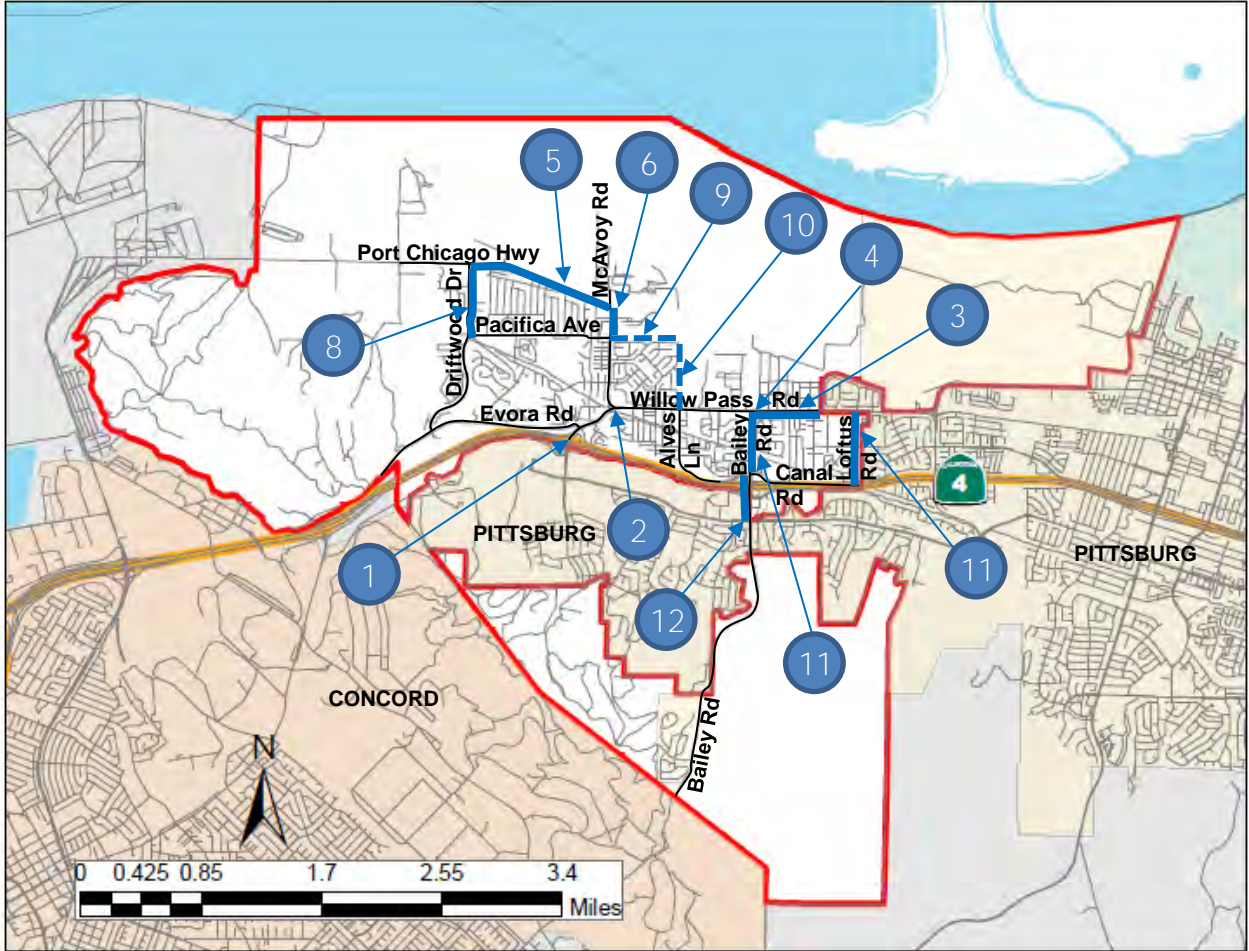 5
6
9
10
4
3
McAvoy Rd
Port Chicago Hwy
Driftwood Dr
Pacifica Ave
8
Willow Pass Rd
Evora Rd
Alves
Ln
Bailey
Rd
Loftus
Rd
Canal
Rd
4
1
2
PITTSBURG
PITTSBURG
11
12
11
CONCORD
Bailey Rd
N
0 0.425 0.85 1.7 2.55 3.4
Miles